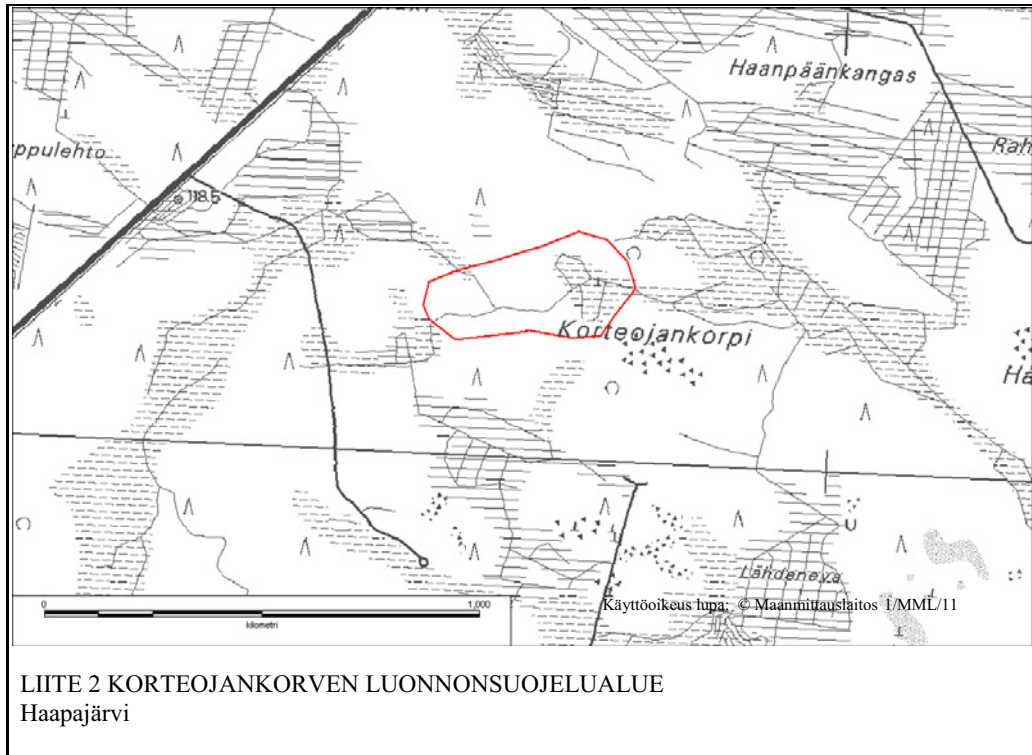 Haanpäänkangas
ppulehto
Rah
118.5
Korteojankorpi
He
Lähdeneva
0
1,000
kilometri
Käyttöoikeus lupa: © Maanmittauslaitos 1/MML/11
LIITE 2 KORTEOJANKORVEN LUONNONSUOJELUALUE
Haapajärvi